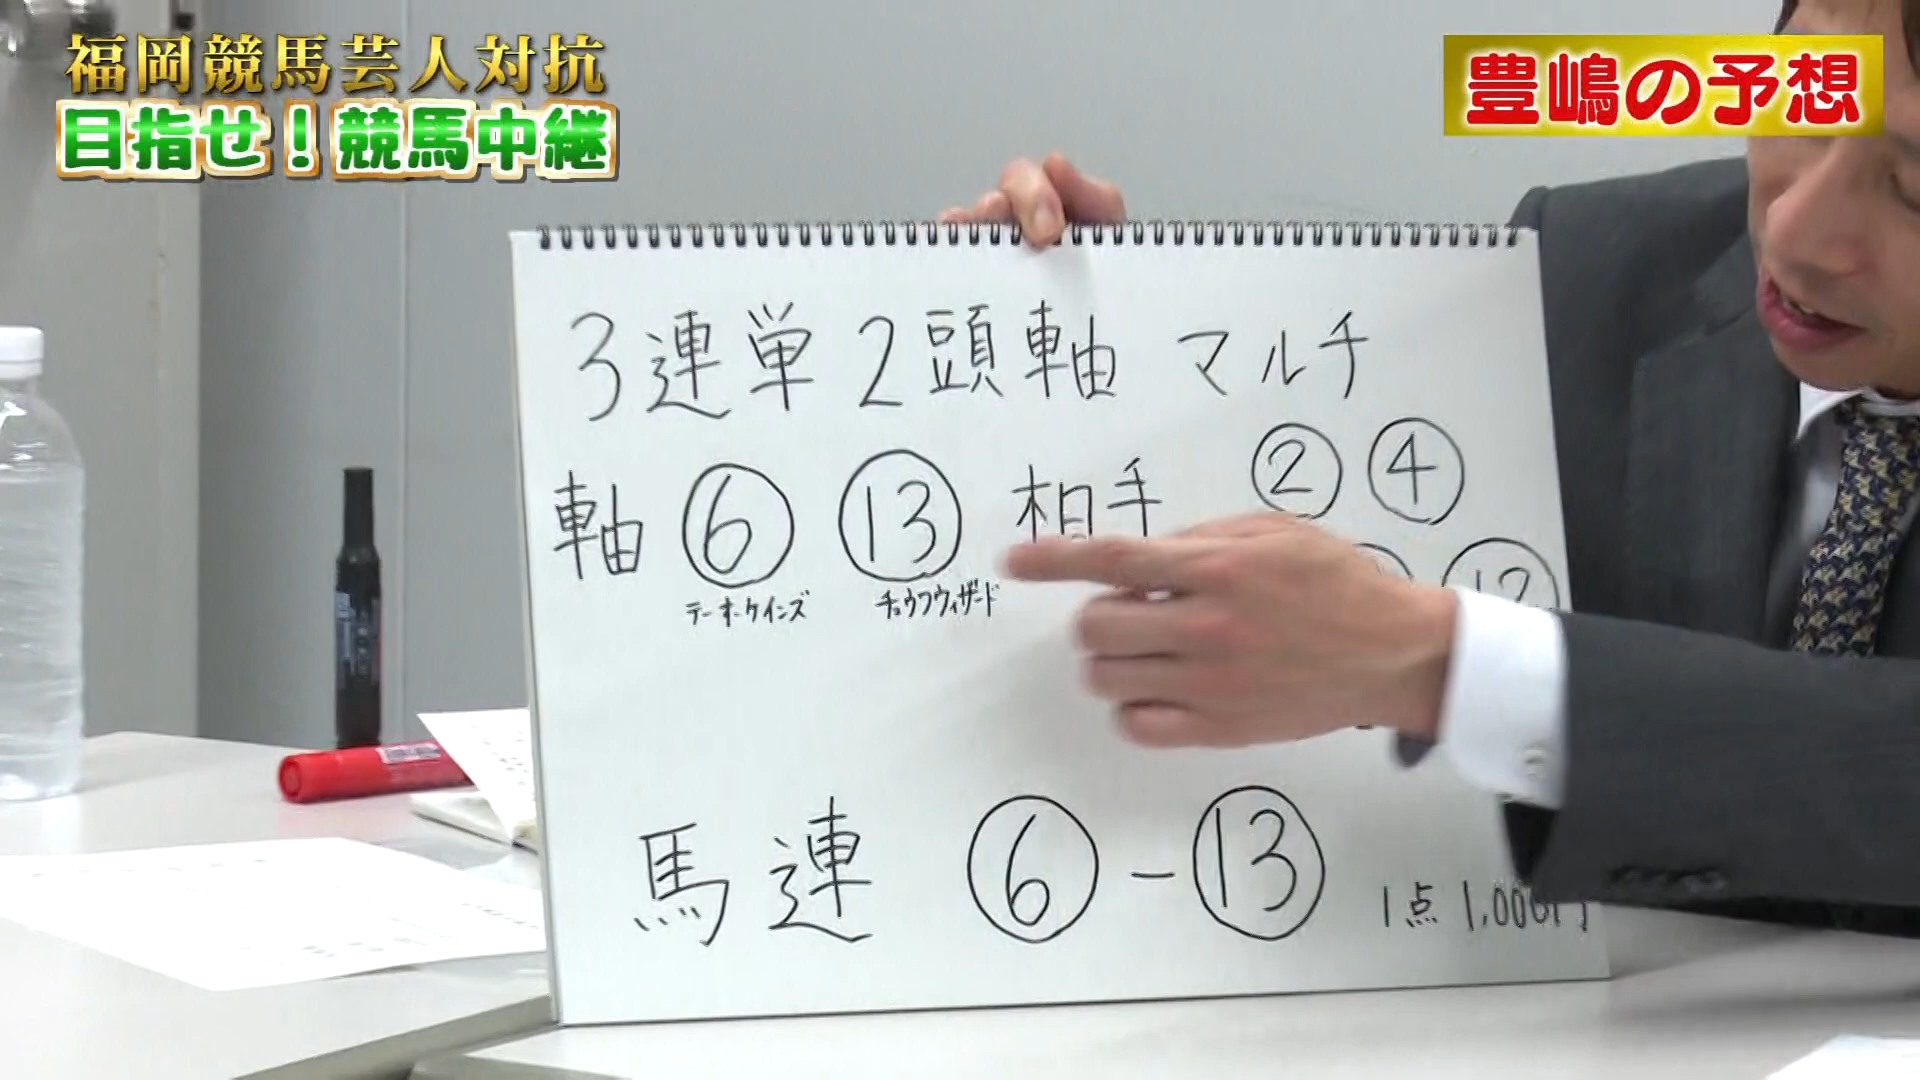 福岡競馬芸人対抗
目指せ!競馬中継
豊嶋の予想
3連単2頭軸 マルチ
軸 ⑥ ⑬ 相手 ② ④
テーオーケインズ チュウワウィザード
馬連 ⑥-⑬ 1点 1,000円